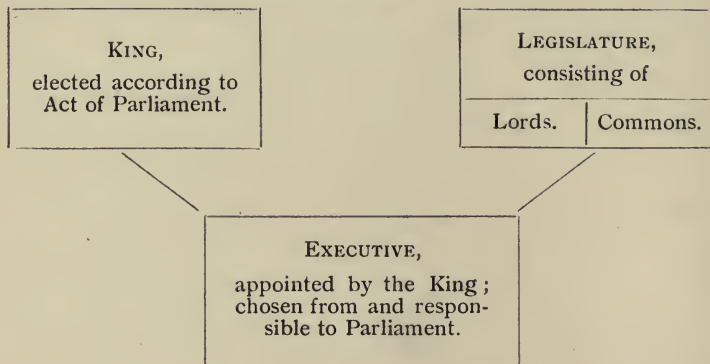 KING,
elected according to
Act of Parliament.
LEGISLATURE,
consisting of
Lords.
Commons.
EXECUTIVE,
appointed by the King;
chosen from and respon-
sible to Parliament.